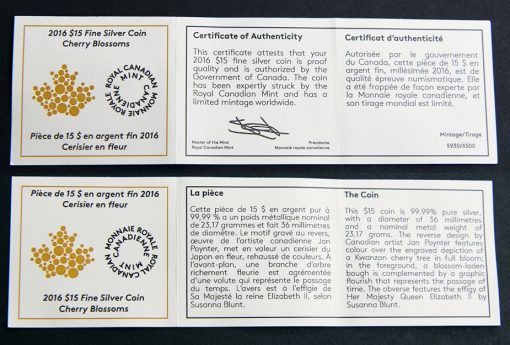 2016 $15 Fine Silver Coin
Cherry Blossoms
ROYAL CANADIAN MINT
MONNAIE ROYALE CANADIENNE
Pièce de 15 $ en argent fin 2016
Cerisier en fleur
Certificate of Authenticity
This certificate attests that your
2016 $15 fine silver coin is proof
quality and is authorized by the
Government of Canada. The coin
has been expertly struck by the
Royal Canadian Mint and has a
limited mintage worldwide.
Master of the Mint
Royal Canadian Mint
Présidente
Monnaie royale canadienne
Certificat d'authenticité
Autorisée par le gouvernement
du Canada, cette pièce de 15 $ en
argent fin, millésimée 2016, est de
qualité épreuve numismatique. Elle
a été frappée de façon experte par
la Monnaie royale canadienne, et
son tirage mondial est limité.
Mintage/Tirage
5930/6500
Pièce de 15 $ en argent fin 2016
Cerisier en fleur
MONNAIE ROYALE CANADIENNE
ROYAL CANADIAN MINT
2016 $15 Fine Silver Coin
Cherry Blossoms
La pièce
Cette pièce de 15 $ en argent pur à
99,99 % a un poids métallique nominal
de 23,17 grammes et fait 36 millimètres
de diamètre. Le motif gravé au revers,
œuvre de l'artiste canadienne Jan
Poynter, met en valeur un cerisier du
Japon en fleur, rehaussé de couleurs. À
l'avant-plan, une branche d'arbre
richement fleurie est agrémentée
d'une volute qui représente le passage
du temps. L'avers est à l'effigie de
Sa Majesté la reine Elizabeth II, selon
Susanna Blunt.
The Coin
This $15 coin is 99.99% pure silver,
with a diameter of 36 millimetres
and a nominal metal weight of
23.17 grams. The reverse design by
Canadian artist Jan Poynter features
colour over the engraved depiction of
a Kwanzan cherry tree in full bloom;
in the foreground, a blossom-laden
bough is complemented by a graphic
flourish that represents the passage of
time. The obverse features the effigy of
Her Majesty Queen Elizabeth II by
Susanna Blunt.